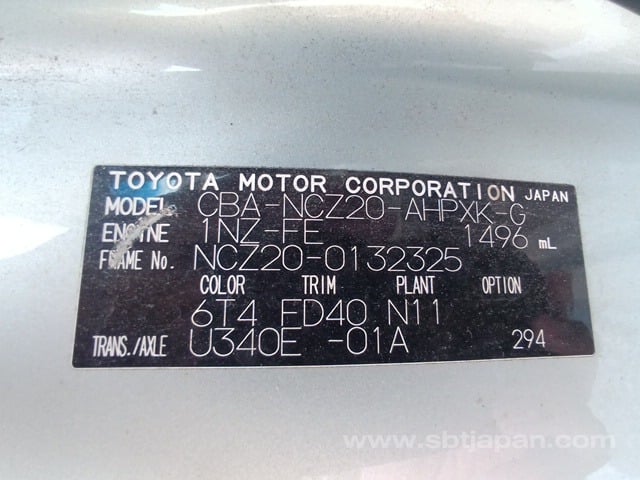 TOYOTA MOTOR CORPORATION JAPAN
MODEL CBA-NCZ20-AHPXK-G
ENGINE 1NZ-FE 1496 mL
FRAME No. NCZ20-0132325
COLOR TRIM PLANT OPTION
6T4 FD40 N11
TRANS./AXLE U340E -01A 294
www.sbtjapan.com